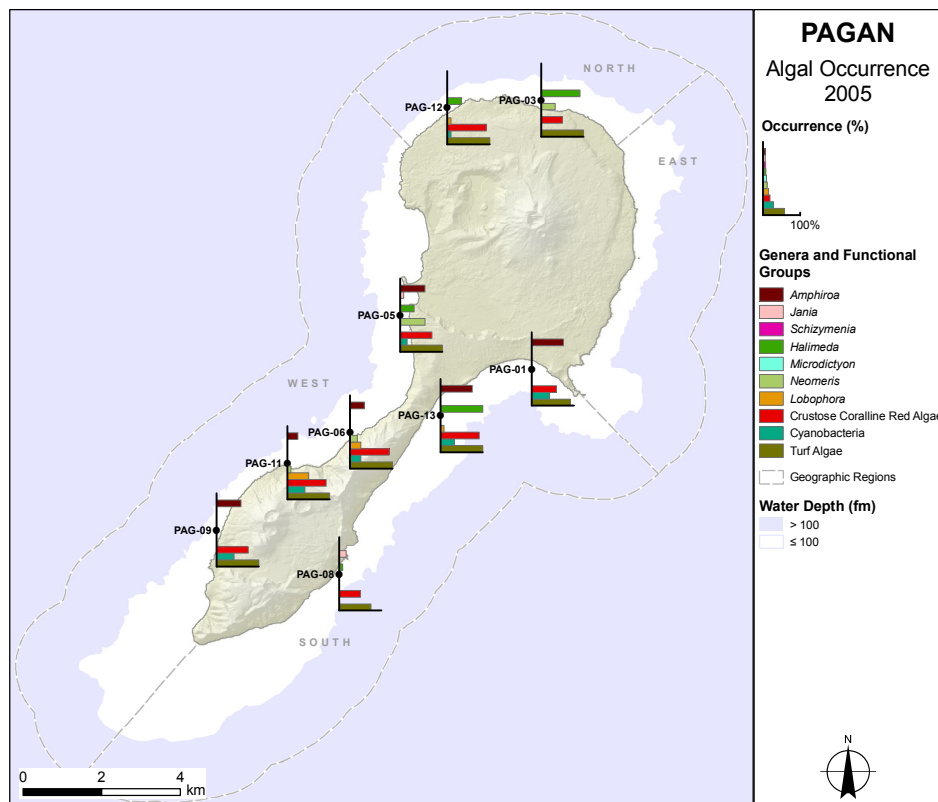 PAGAN
Algal Occurrence
2005
Occurrence (%)
100%
Genera and Functional
Groups
Amphiroa
Jania
Schizymenia
Halimeda
Microdictyon
Neomeris
Lobophora
Crustose Coralline Red Algae
Cyanobacteria
Turf Algae
Geographic Regions
Water Depth (fm)
> 100
≤ 100
N
NORTH
PAG-03
PAG-12
EAST
PAG-05
PAG-01
WEST
PAG-13
PAG-06
PAG-11
PAG-09
PAG-08
SOUTH
0 2 4
km